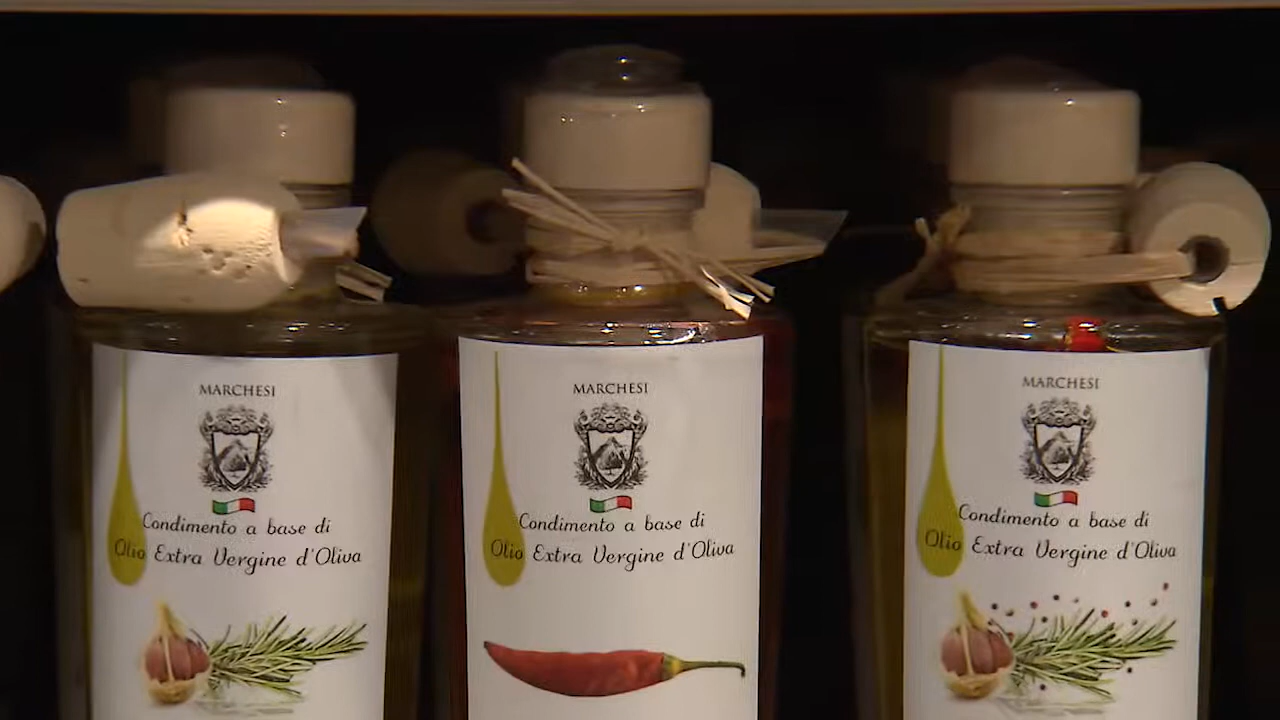 MARCHESI
Condimento a base di
Olio Extra Vergine d'Oliva
MARCHESI
Condimento a base di
Olio Extra Vergine d'Oliva
MARCHESI
Condimento a base di
Olio Extra Vergine d'Oliva